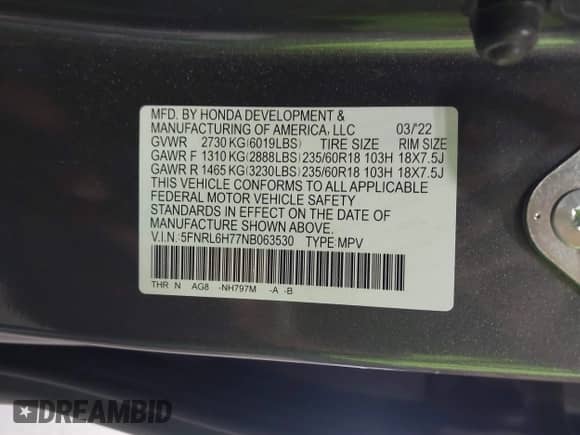 MFD. BY HONDA DEVELOPMENT &
MANUFACTURING OF AMERICA, LLC 03/'22
GVWR 2730 KG (6019LBS) TIRE SIZE RIM SIZE
GAWR F 1310 KG (2888LBS) 235/60R18 103H 18X7.5J
GAWR R 1465 KG (3230LBS) 235/60R18 103H 18X7.5J
THIS VEHICLE CONFORMS TO ALL APPLICABLE
FEDERAL MOTOR VEHICLE SAFETY
STANDARDS IN EFFECT ON THE DATE OF
MANUFACTURE SHOWN ABOVE.
V.I.N.: 5FNRL6H77NB063530 TYPE: MPV
THR N AG8 -NH797M -A -B
DREAMBID